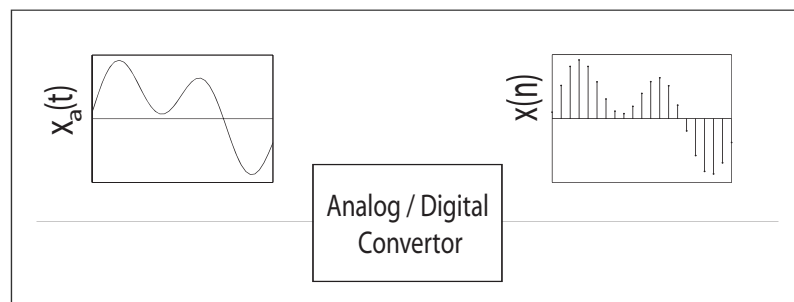 xa(t)
x(n)
Analog / Digital
Convertor